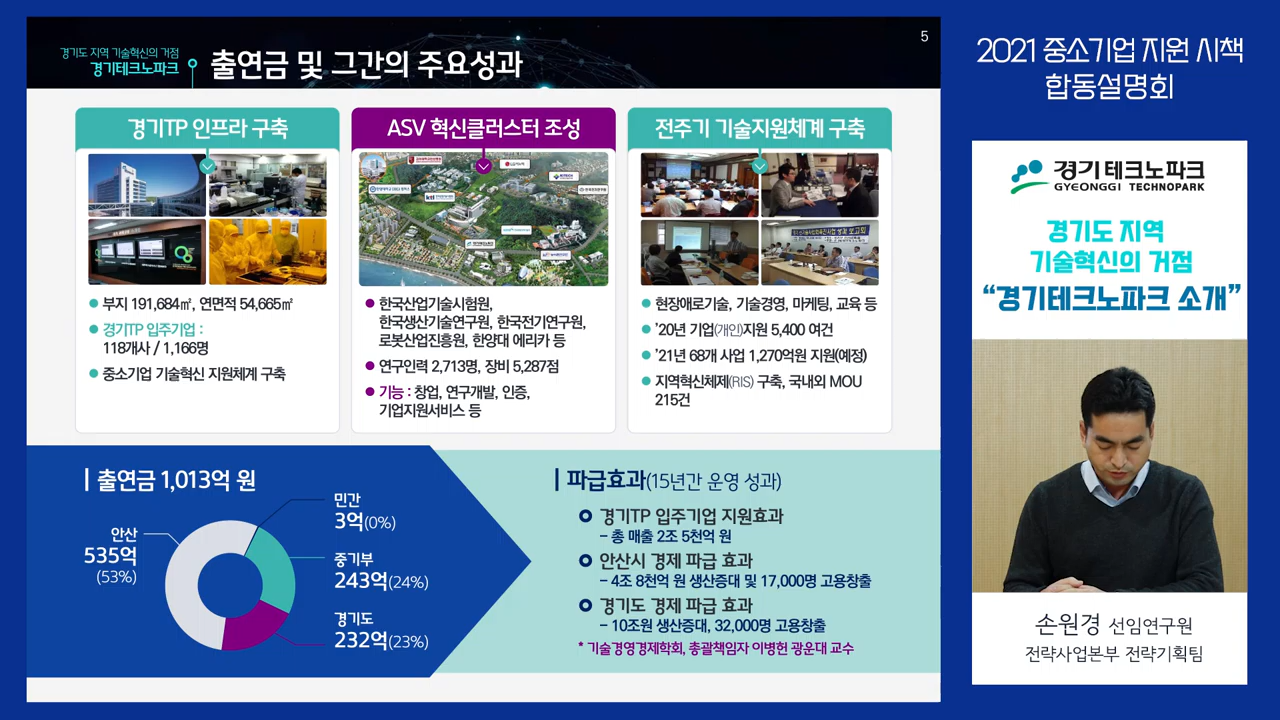 5
경기도 지역 기술혁신의 거점
경기테크노파크
출연금 및 그간의 주요성과
경기TP 인프라 구축
부지 191,684㎡, 연면적 54,665㎡
경기TP 입주기업 :
118개사 / 1,166명
중소기업 기술혁신 지원체계 구축
ASV 혁신클러스터 조성
ktl
한국산업기술시험원,
한국생산기술연구원, 한국전기연구원,
로봇산업진흥원, 한양대 에리카 등
연구인력 2,713명, 장비 5,287점
기능 : 창업, 연구개발, 인증,
기업지원서비스 등
전주기 기술지원체계 구축
현장애로기술, 기술경영, 마케팅, 교육 등
’20년 기업(개인)지원 5,400 여건
’21년 68개 사업 1,270억원 지원(예정)
지역혁신체제(RIS) 구축, 국내외 MOU
215건
출연금 1,013억 원
안산
535억
(53%)
민간
3억(0%)
중기부
243억(24%)
경기도
232억(23%)
파급효과(15년간 운영 성과)
경기TP 입주기업 지원효과
– 총 매출 2조 5천억 원
안산시 경제 파급 효과
– 4조 8천억 원 생산증대 및 17,000명 고용창출
경기도 경제 파급 효과
– 10조원 생산증대, 32,000명 고용창출
* 기술경영경제학회, 총괄책임자 이병헌 광운대 교수
2021 중소기업 지원 시책
합동설명회
경기테크노파크
GYEONGGI TECHNOPARK
경기도 지역
기술혁신의 거점
“경기테크노파크 소개”
손원경 선임연구원
전략사업본부 전략기획팀